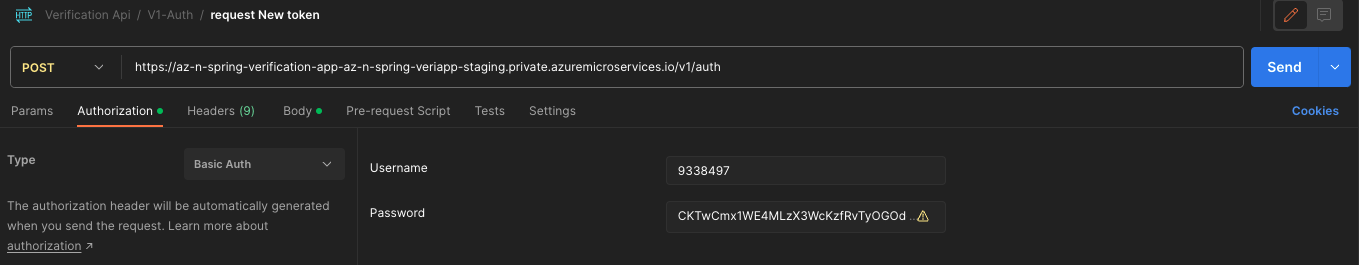 HTTP Verification Api / V1-Auth / request New token
POST https://az-n-spring-verification-app-az-n-spring-veriapp-staging.private.azuremicroservices.io/v1/auth Send
Params Authorization Headers (9) Body Pre-request Script Tests Settings Cookies
Type Basic Auth
The authorization header will be automatically generated
when you send the request. Learn more about
authorization ↗
Username 9338497
Password CKTwCmx1WE4MLzX3WcKzfRvTyOGOd ...